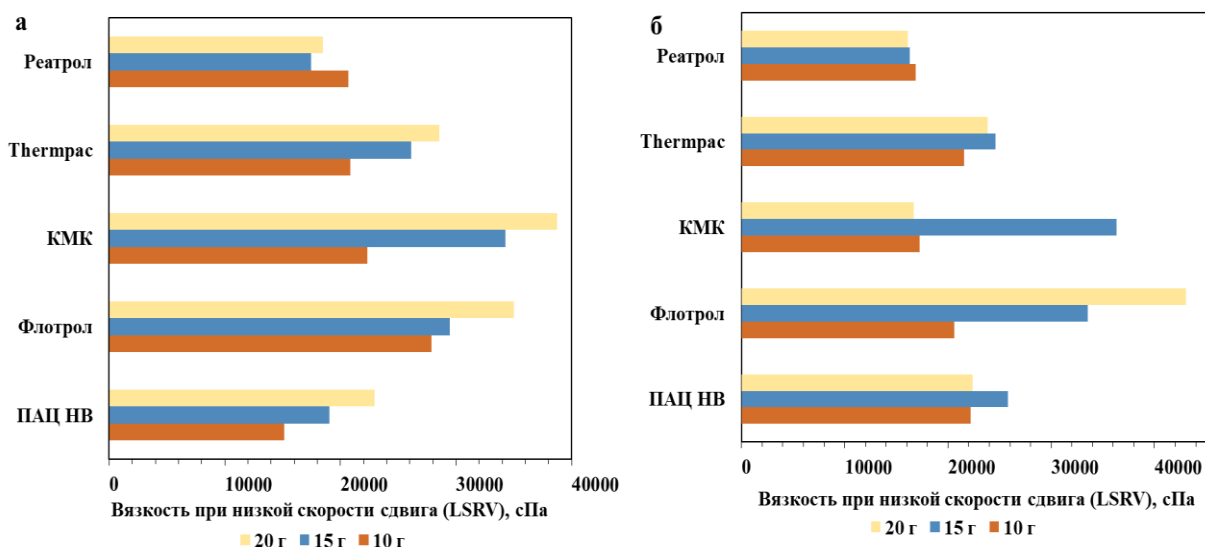 а
Реатрол
Thermpac
КМК
Флотрол
ПАЦ НВ
0 10000 20000 30000 40000
Вязкость при низкой скорости сдвига (LSRV), сПа
20 г 15 г 10 г
б
Реатрол
Thermpac
КМК
Флотрол
ПАЦ НВ
0 10000 20000 30000 40000
Вязкость при низкой скорости сдвига (LSRV), сПа
20 г 15 г 10 г